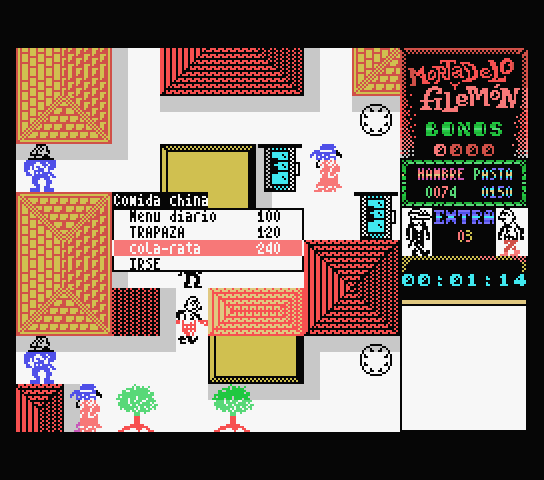 MORTADELO
Y
FILEMÓN
BONOS
0000
HAMBRE PASTA
0074 0150
EXTRA
03
00:01:14
Comida China
Menu diario 100
TRAPAZA 120
cola-rata 240
IRSE